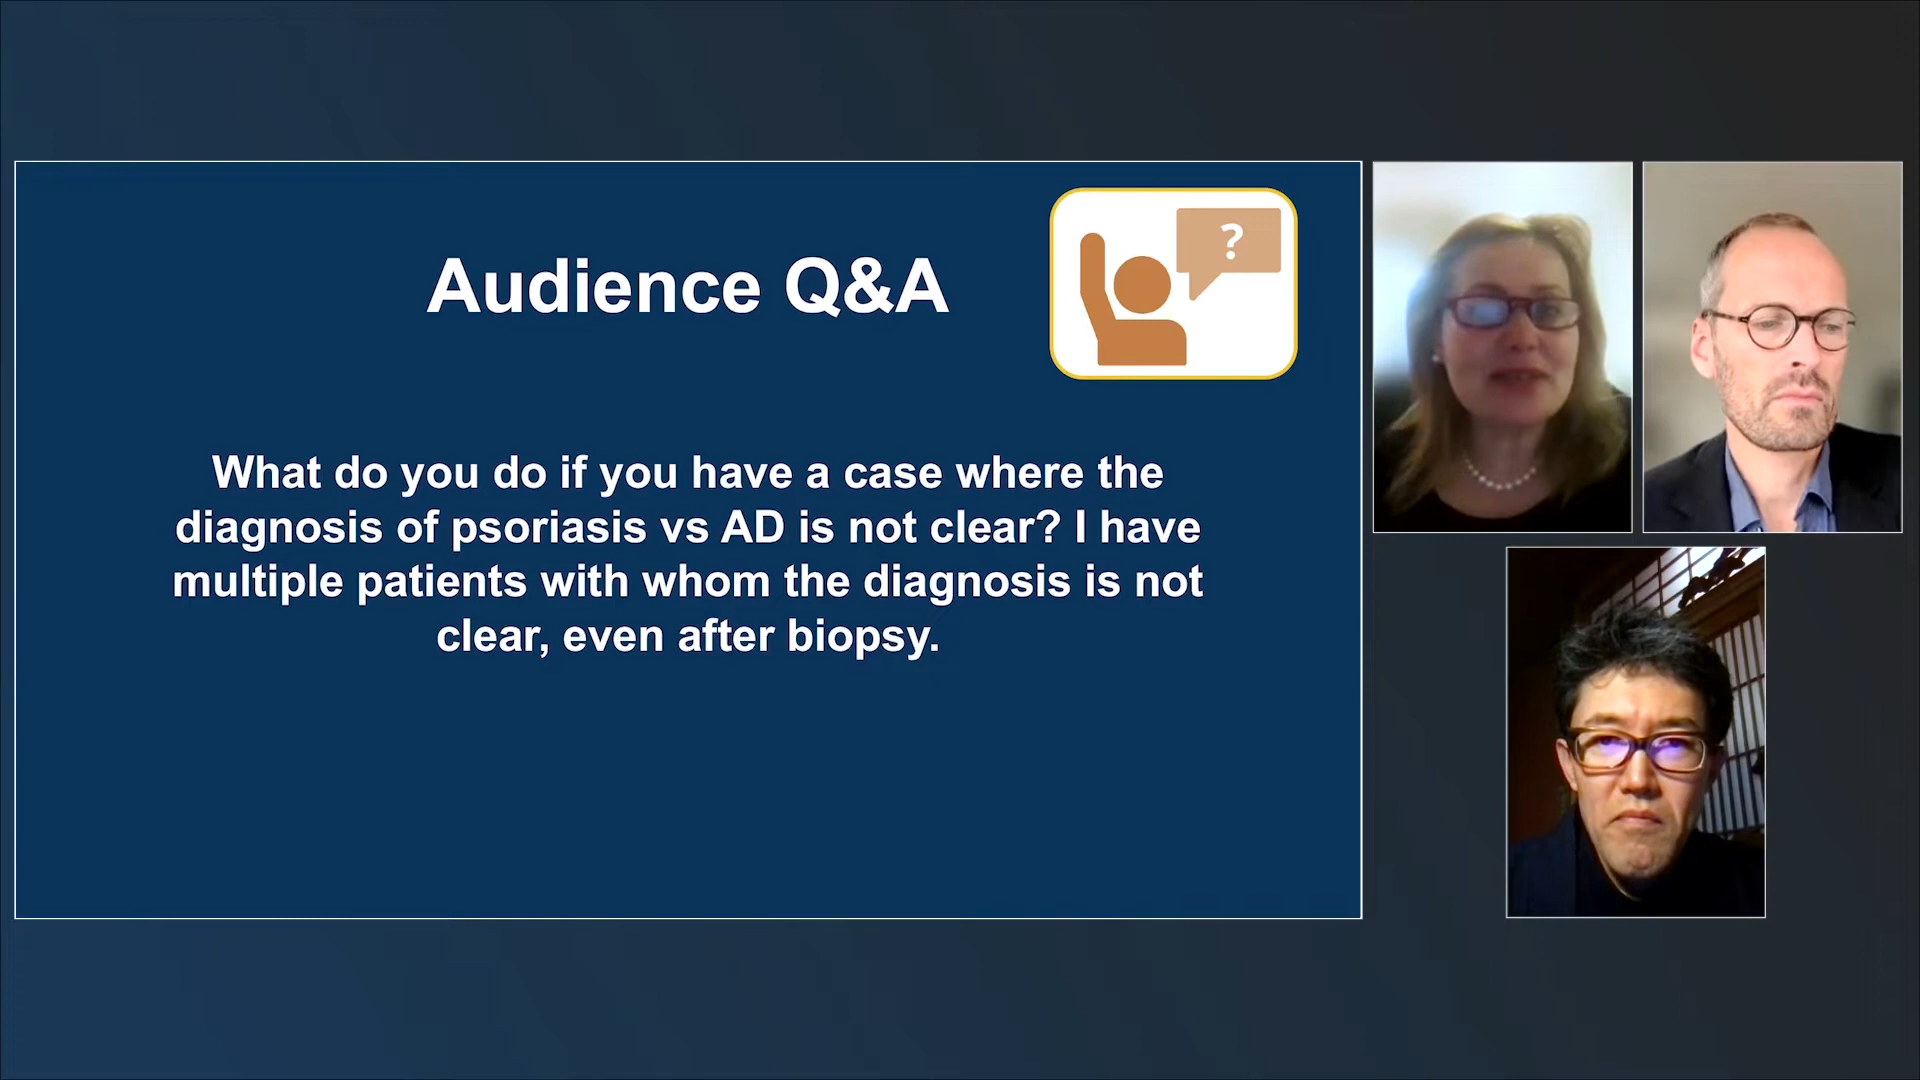 Audience Q&A
?
What do you do if you have a case where the
diagnosis of psoriasis vs AD is not clear? I have
multiple patients with whom the diagnosis is not
clear, even after biopsy.